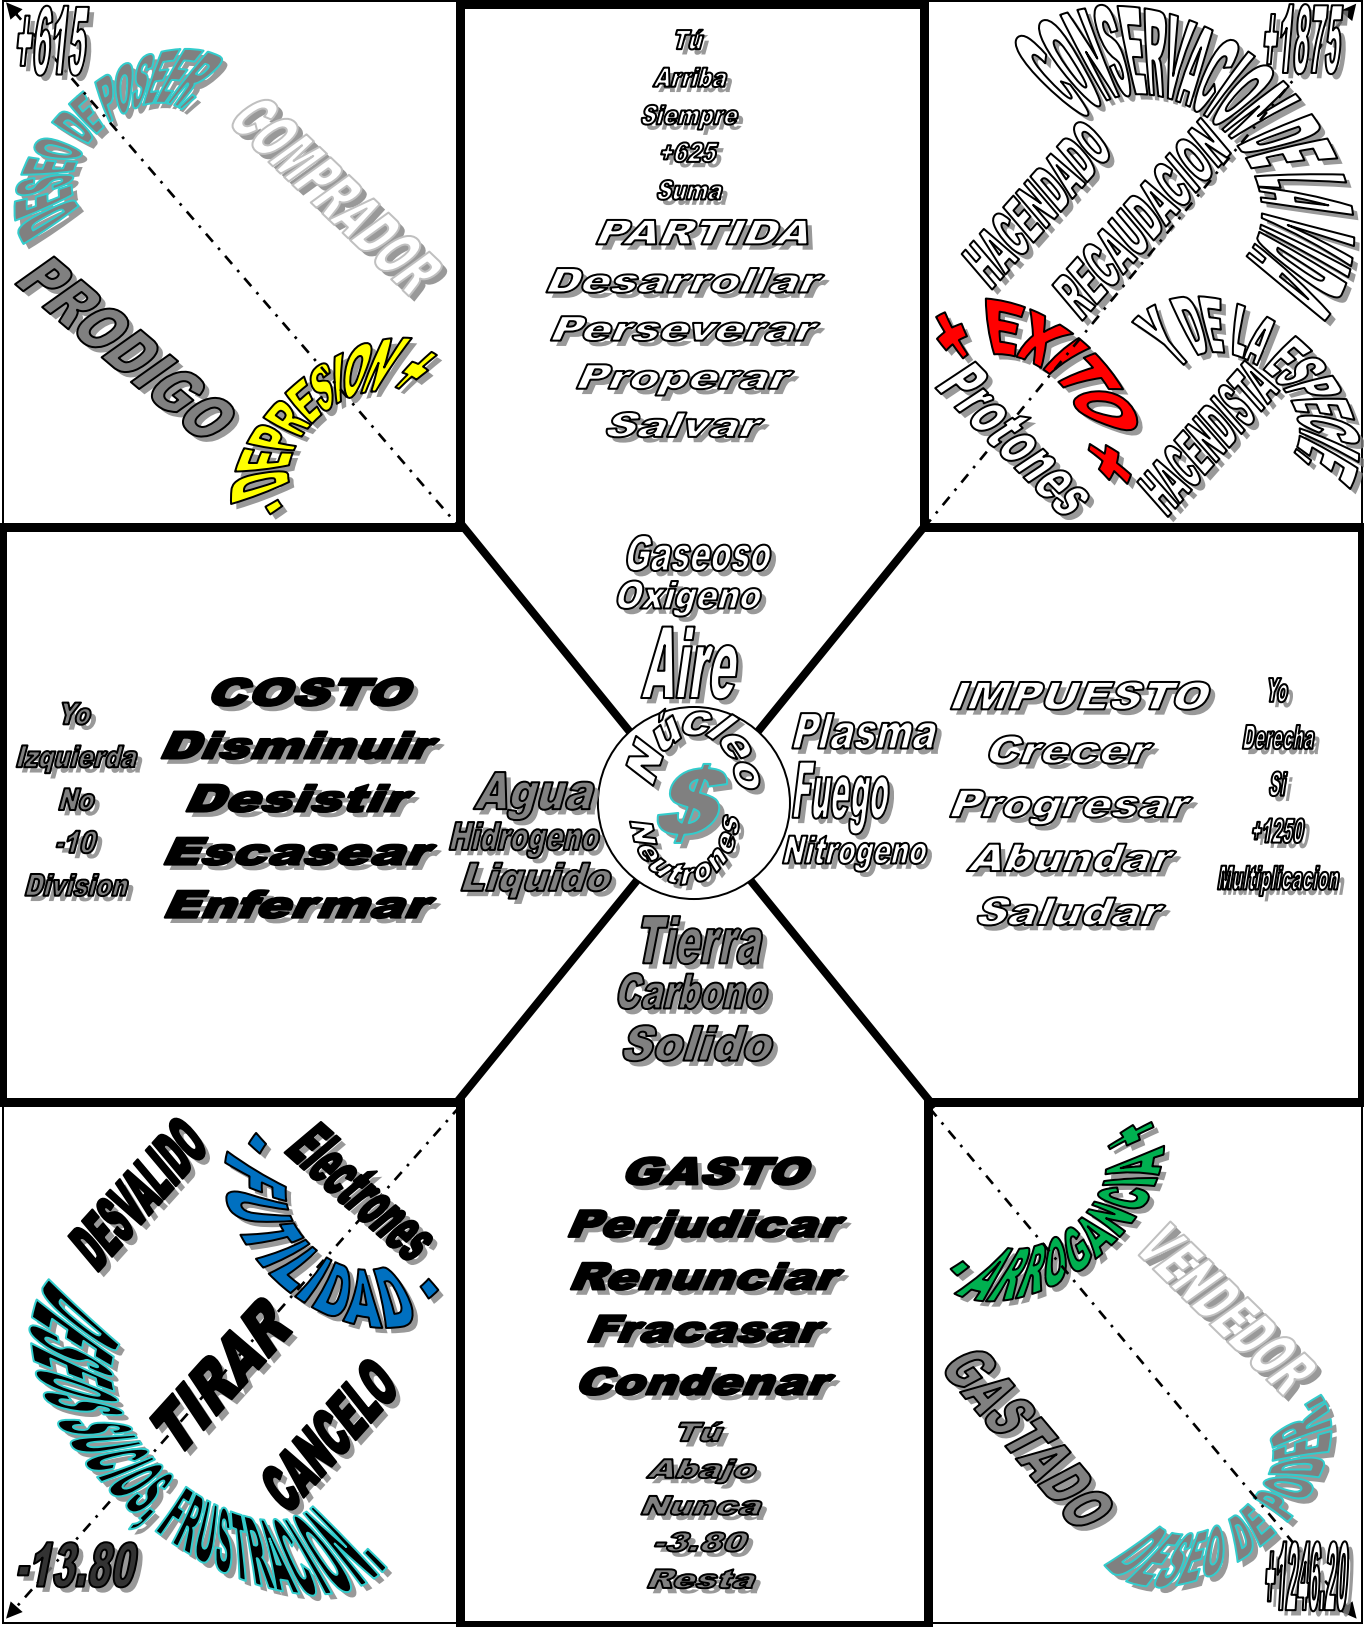 +615
DESEO DE POSEER
COMPRADOR
PRODIGO
- DEPRESION +
Tú
Arriba
Siempre
+625
Suma
PARTIDA
Desarrollar
Perseverar
Properar
Salvar
+1875
CONSERVACION DE LA VIDA
HACENDADO
RECAUDACION
+ EXITO +
Protones
Y DE LA ESPECIE
HACENDISTA
Yo
Izquierda
No
-10
Division
COSTO
Disminuir
Desistir
Escasear
Enfermar
Agua
Hidrogeno
Liquido
Gaseoso
Oxigeno
Aire
Núcleo
$
Neutrones
Plasma
Fuego
Nitrogeno
IMPUESTO
Crecer
Progresar
Abundar
Saludar
Yo
Derecha
Si
+1250
Multiplicacion
Tierra
Carbono
Solido
DESVALIDO
- FUTILIDAD -
Electrones
TIRAR
CANCELO
DESEOS SUCIOS, FRUSTRACION.
-13.80
GASTO
Perjudicar
Renunciar
Fracasar
Condenar
Tú
Abajo
Nunca
-3.80
Resta
- ARROGANCIA +
VENDEDOR
GASTADO
DESEO DE PODER
+1246.20